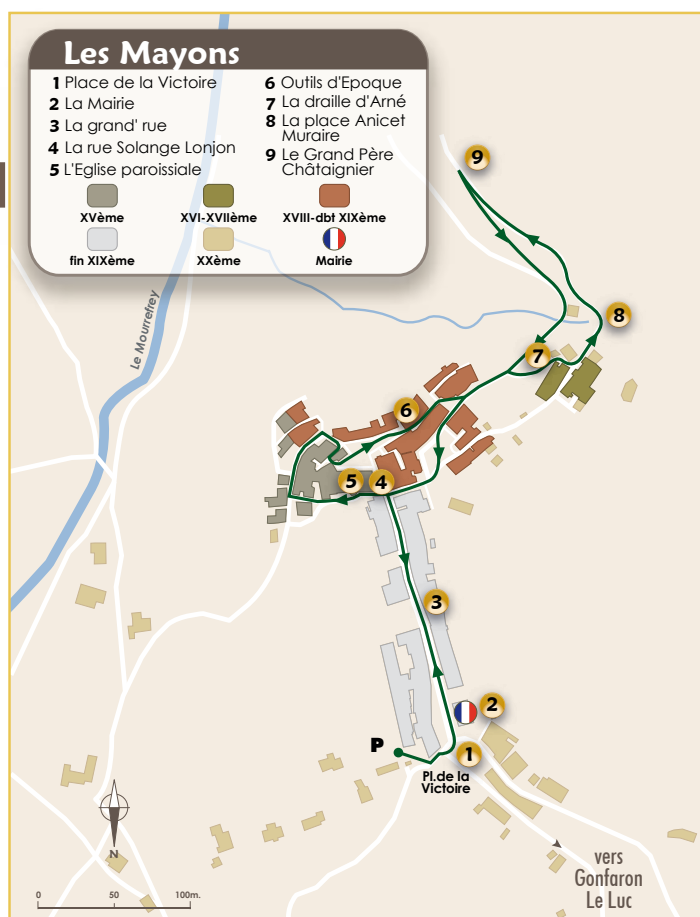 Les Mayons
1 Place de la Victoire
2 La Mairie
3 La grand' rue
4 La rue Solange Lonjon
5 L'Eglise paroissiale
6 Outils d'Epoque
7 La draille d'Arné
8 La place Anicet
Muraire
9 Le Grand Père
Châtaignier
XVème
XVI-XVIIème
XVIII-dbt XIXème
fin XIXème
XXème
Mairie
Le Mourrefrey
9
8
7
6
5
4
3
2
P
1
Pl.de la
Victoire
N
0
50
100m.
vers
Gonfaron
Le Luc